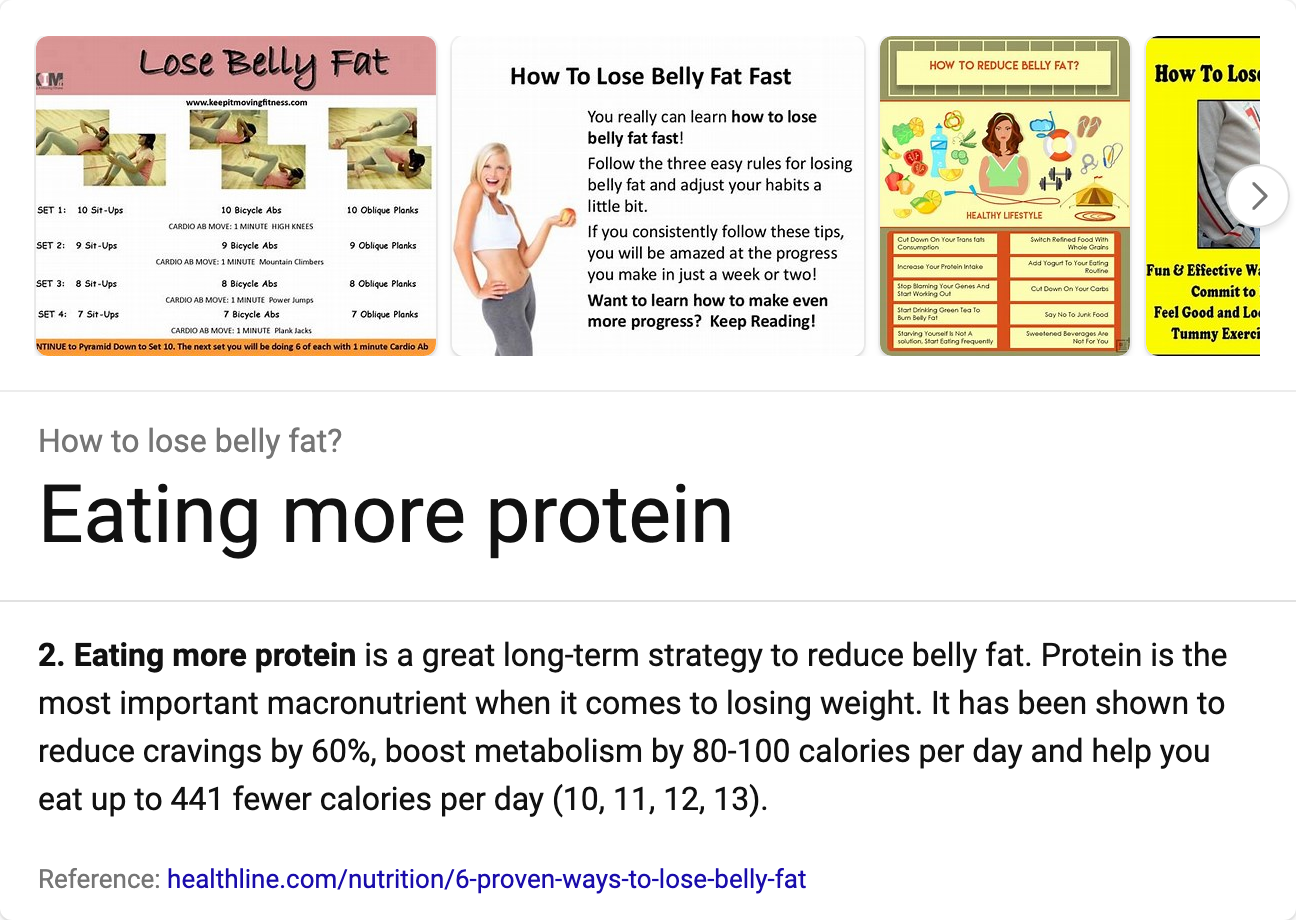 Lose Belly Fat
KIM
www.keepitmovingfitness.com
SET 1: 10 Sit-Ups 10 Bicycle Abs 10 Oblique Planks
CARDIO AB MOVE: 1 MINUTE HIGH KNEES
SET 2: 9 Sit-Ups 9 Bicycle Abs 9 Oblique Planks
CARDIO AB MOVE: 1 MINUTE Mountain Climbers
SET 3: 8 Sit-Ups 8 Bicycle Abs 8 Oblique Planks
CARDIO AB MOVE: 1 MINUTE Power Jumps
SET 4: 7 Sit-Ups 7 Bicycle Abs 7 Oblique Planks
CARDIO AB MOVE: 1 MINUTE Plank Jacks
NTINUE to Pyramid Down to Set 10. The next set you will be doing 6 of each with 1 minute Cardio Ab
How To Lose Belly Fat Fast
You really can learn how to lose
belly fat fast!
Follow the three easy rules for losing
belly fat and adjust your habits a
little bit.
If you consistently follow these tips,
you will be amazed at the progress
you make in just a week or two!
Want to learn how to make even
more progress? Keep Reading!
HOW TO REDUCE BELLY FAT?
HEALTHY LIFESTYLE
Cut Down On Your Trans fats
Consumption
Switch Refined Food With
Whole Grains
Increase Your Protein Intake
Add Yogurt To Your Eating
Routine
Stop Blaming Your Genes And
Start Working Out
Cut Down On Your Carbs
Start Drinking Green Tea To
Burn Belly Fat
Say No To Junk Food
Starving Yourself Is Not A
solution, Start Eating Frequently
Sweetened Beverages Are
Not For You
How To Lose
Fun & Effective Wa
Commit to
Feel Good and Loo
Tummy Exerci
How to lose belly fat?
Eating more protein
2. Eating more protein is a great long-term strategy to reduce belly fat. Protein is the
most important macronutrient when it comes to losing weight. It has been shown to
reduce cravings by 60%, boost metabolism by 80-100 calories per day and help you
eat up to 441 fewer calories per day (10, 11, 12, 13).
Reference: healthline.com/nutrition/6-proven-ways-to-lose-belly-fat